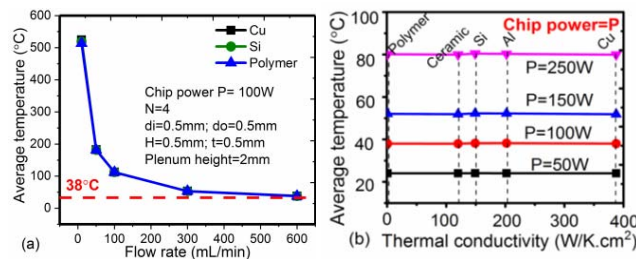 600
500
400
300
200
100
0
Average temperature (°C)
Cu
Si
Polymer
Chip power P= 100W
N=4
di=0.5mm; do=0.5mm
H=0.5mm; t=0.5mm
Plenum height=2mm
38°C
(a)
0 100 200 300 400 500 600
Flow rate (mL/min)
100
80
60
40
20
0
Average temperature (°C)
Chip power=P
Polymer
Ceramic
Si
Al
Cu
P=250W
P=150W
P=100W
P=50W
(b)
0 100 200 300 400
Thermal conductivity (W/K.cm²)